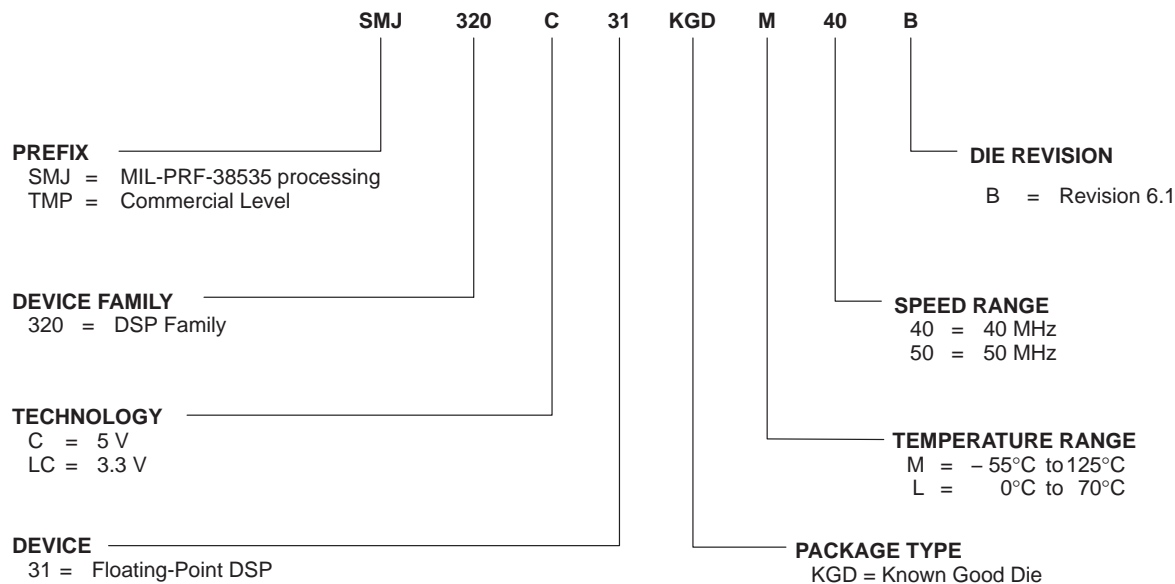 SMJ 320 C 31 KGD M 40 B
PREFIX
SMJ = MIL-PRF-38535 processing
TMP = Commercial Level
DIE REVISION
B = Revision 6.1
DEVICE FAMILY
320 = DSP Family
SPEED RANGE
40 = 40 MHz
50 = 50 MHz
TECHNOLOGY
C = 5 V
LC = 3.3 V
TEMPERATURE RANGE
M = – 55°C to 125°C
L = 0°C to 70°C
DEVICE
31 = Floating-Point DSP
PACKAGE TYPE
KGD = Known Good Die